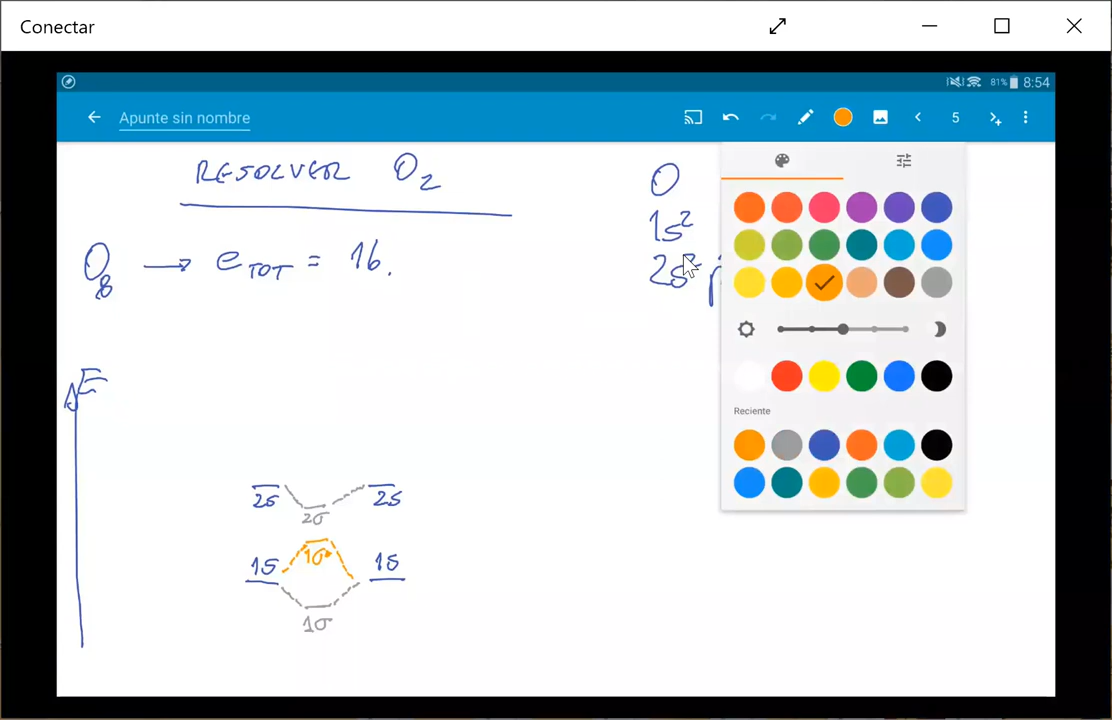 Conectar
81% 8:54
Apunte sin nombre
5
RESOLVER O2
O
1s²
O8 → eTOT = 16.
2s²
E
Reciente
2s 2s
2σ
1s 1σ* 1s
1σ